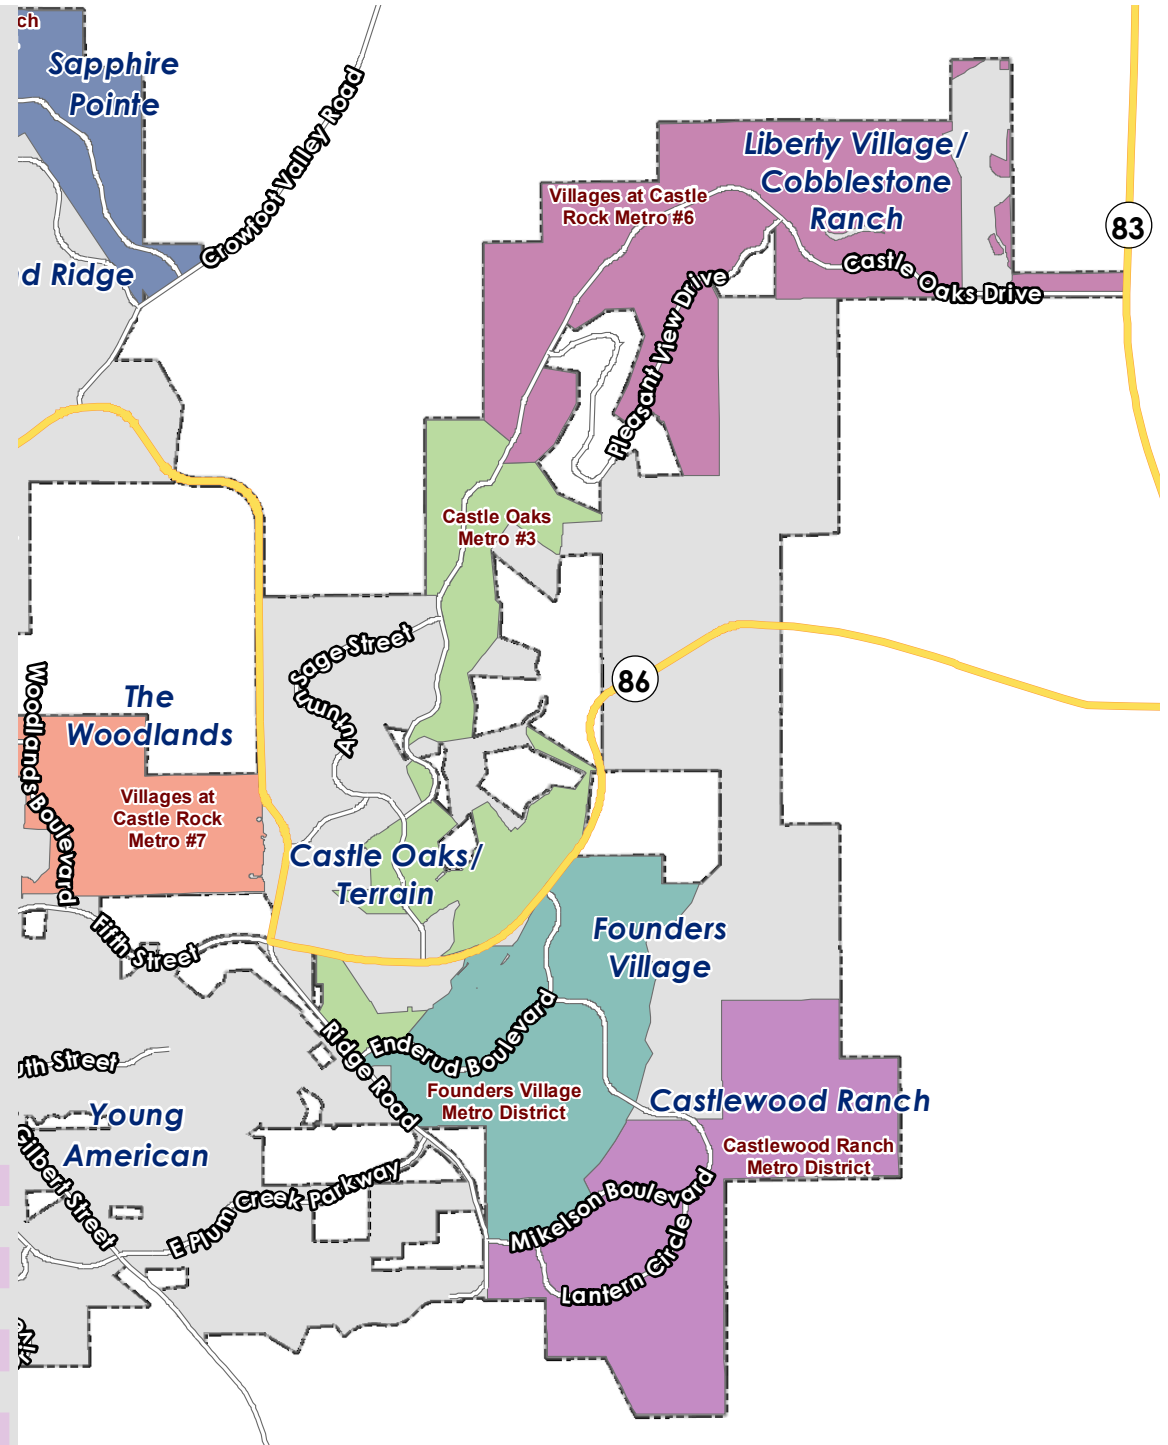 ch
Sapphire
Pointe
Crowfoot Valley Road
d Ridge
Liberty Village/
Cobblestone
Ranch
Villages at Castle
Rock Metro #6
83
Castle Oaks Drive
Pleasant View Drive
Castle Oaks
Metro #3
Sage Street
Autumn
86
Woodlands Boulevard
The
Woodlands
Villages at
Castle Rock
Metro #7
Castle Oaks/
Terrain
Fifth Street
Founders
Village
Enderud Boulevard
Ridge Road
uth Street
Founders Village
Metro District
Young
American
Castlewood Ranch
Castlewood Ranch
Metro District
Gilbert Street
E Plum Creek Parkway
Mikelson Boulevard
Lantern Circle